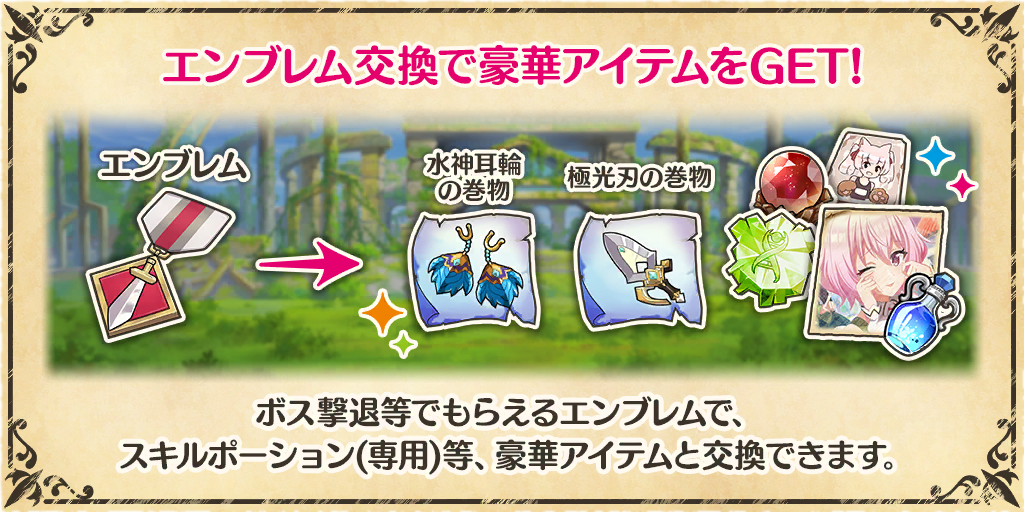 エンブレム交換で豪華アイテムをGET!
エンブレム
水神耳輪
の巻物
極光刃の巻物
ボス撃退等でもらえるエンブレムで、
スキルポーション(専用)等、豪華アイテムと交換できます。